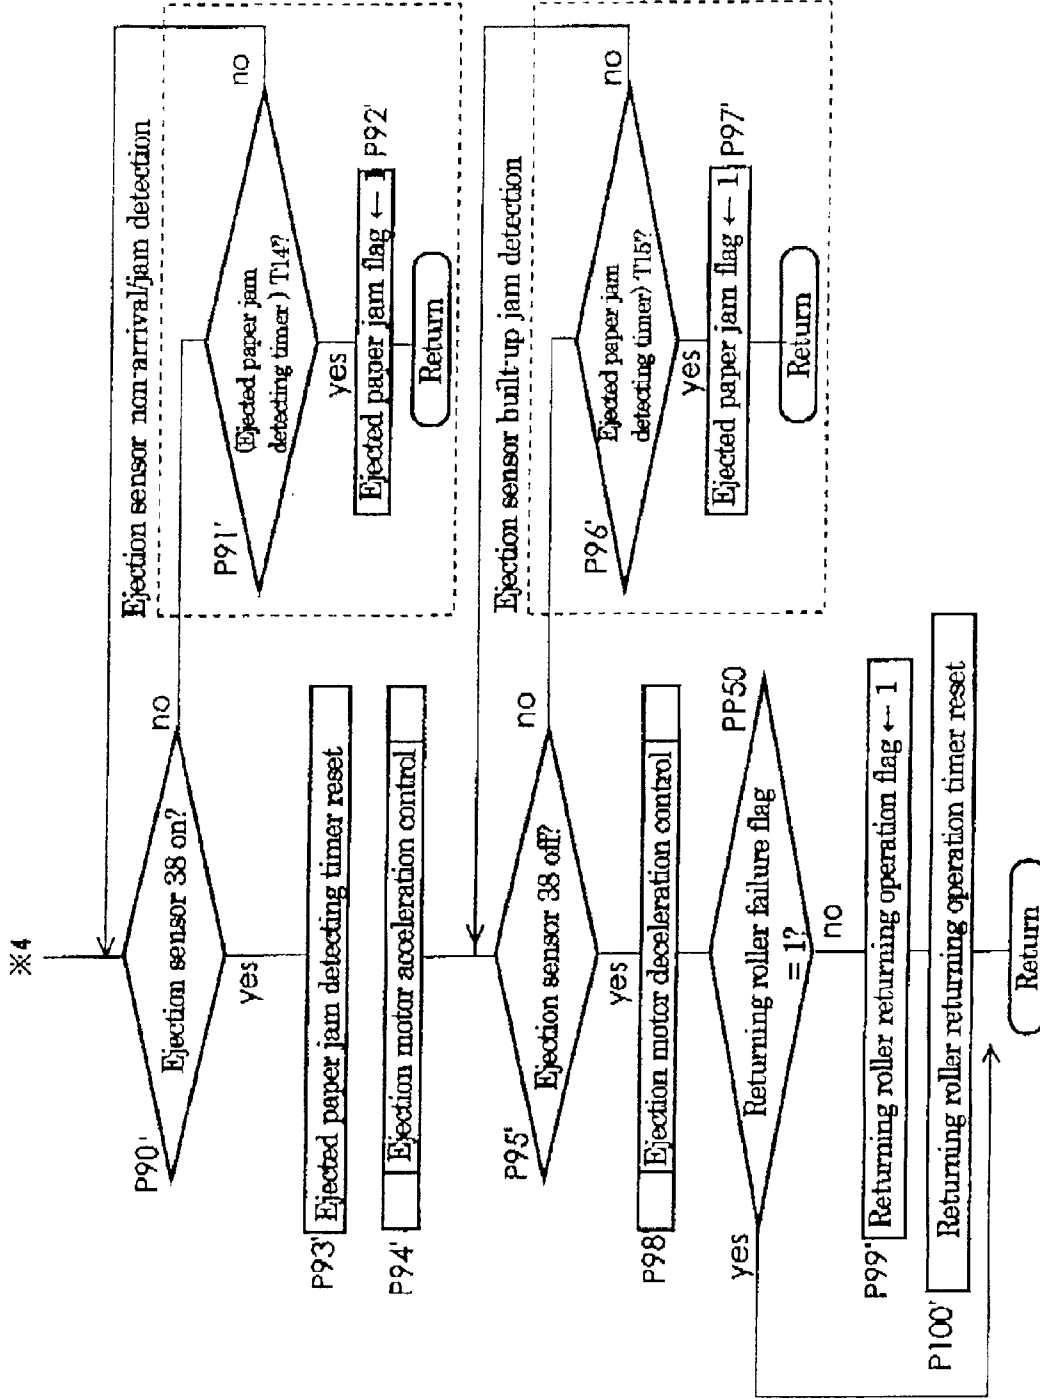 ※4
P90'
Ejection sensor 38 on?
no
yes
Ejection sensor non-arrival/jam detection
P91'
(Ejected paper jam
detecting timer) T14?
no
yes
Ejected paper jam flag ← 1
P92'
Return
P93'
Ejected paper jam detecting timer reset
P94'
Ejection motor acceleration control
P95'
Ejection sensor 38 off?
no
yes
Ejection sensor built-up jam detection
P96'
Ejected paper jam
detecting timer) T15?
no
yes
Ejected paper jam flag ← 1
P97'
Return
P98'
Ejection motor deceleration control
PP50
Returning roller failure flag
= 1?
yes
no
P99'
Returning roller returning operation flag ← 1
P100'
Returning roller returning operation timer reset
Return